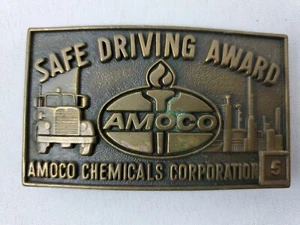 SAFE DRIVING AWARD
AMOCO
AMOCO CHEMICALS CORPORATION 5